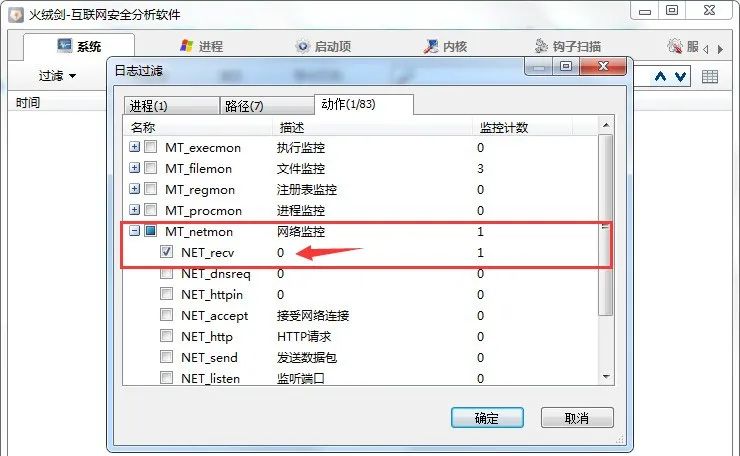 火绒剑-互联网安全分析软件
系统 进程 启动项 内核 钩子扫描 服
过滤
时间
日志过滤
进程(1) 路径(7) 动作(1/83)
名称 描述 监控计数
MT_execmon 执行监控 0
MT_filemon 文件监控 3
MT_regmon 注册表监控 0
MT_procmon 进程监控 0
MT_netmon 网络监控 1
NET_recv 0 1
NET_dnsreq 0 0
NET_httpin 0 0
NET_accept 接受网络连接 0
NET_http HTTP请求 0
NET_send 发送数据包 0
NET_listen 监听端口 0
确定 取消